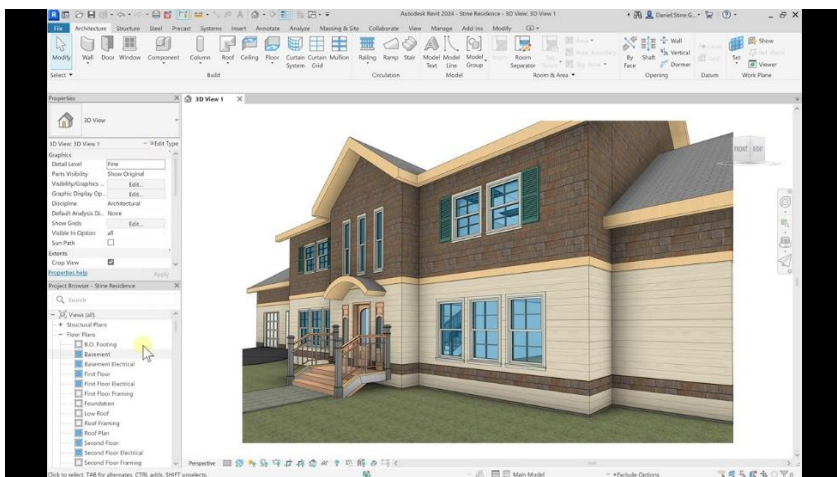 Autodesk Revit 2024 - Stine Residence - 3D View: 3D View 1
Daniel.Stine.G...
File Architecture Structure Steel Precast Systems Insert Annotate Analyze Massing & Site Collaborate View Manage Add-Ins Modify
Modify Wall Door Window Component Column Roof Ceiling Floor Curtain System Curtain Grid Mullion Railing Ramp Stair Model Text Model Line Model Group Room Room Separator By Face Shaft Wall Vertical Dormer Set Show Viewer
Select Build Circulation Model Room & Area Opening Datum Work Plane
Properties
3D View 1
3D View
3D View: 3D View 1
Edit Type
Graphics
Detail Level Fine
Parts Visibility Show Original
Visibility/Graphics ... Edit...
Graphic Display Op... Edit...
Discipline Architectural
Default Analysis Di... None
Show Grids Edit...
Visible In Option all
Sun Path
Extents
Crop View
Properties help
Apply
Project Browser - Stine Residence
Search
Views (all)
Structural Plans
Floor Plans
B.O. Footing
Basement
Basement Electrical
First Floor
First Floor Electrical
First Floor Framing
Foundation
Low Roof
Roof Framing
Roof Plan
Second Floor
Second Floor Electrical
Second Floor Framing
FRONT
Perspective
Click to select, TAB for alternates, CTRL adds, SHIFT unselects.
Main Model
Exclude Options